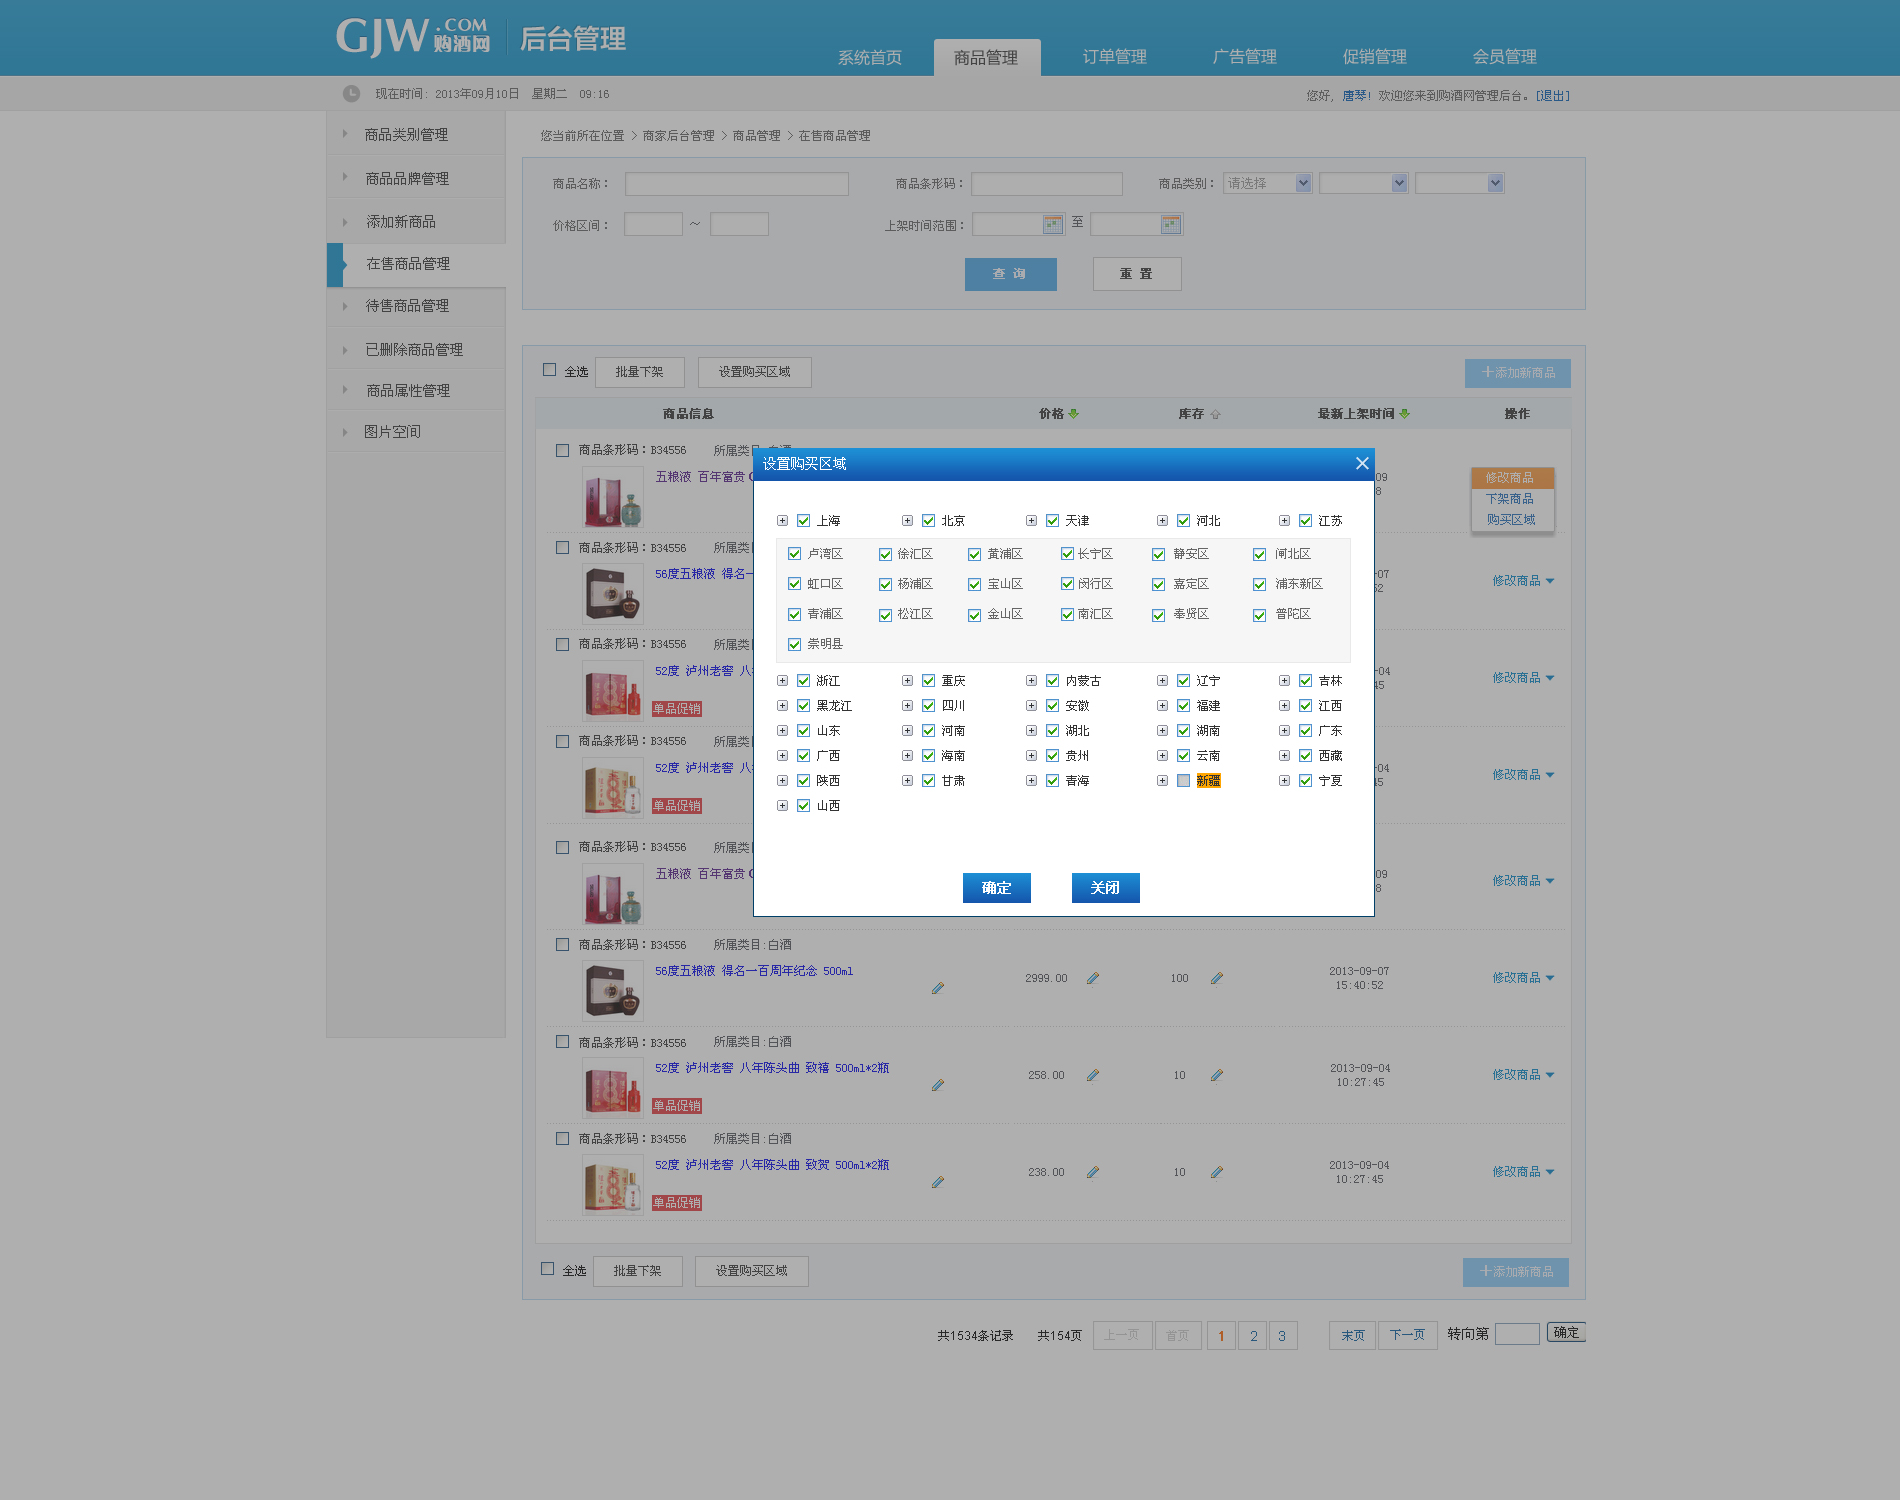 GJW.COM 购酒网 后台管理
系统首页 商品管理 订单管理 广告管理 促销管理 会员管理
现在时间：2013年09月10日 星期二 09:16
您好, 唐琴! 欢迎您来到购酒网管理后台。[退出]
商品类别管理
商品品牌管理
添加新商品
在售商品管理
待售商品管理
已删除商品管理
商品属性管理
图片空间
您当前所在位置 > 商家后台管理 > 商品管理 > 在售商品管理
商品名称： 商品条形码： 商品类别： 请选择
价格区间： ~ 上架时间范围： 至
查 询 重 置
全选 批量下架 设置购买区域 +添加新商品
商品信息 价格 库存 最新上架时间 操作
商品条形码：B34556 所属类目:白酒
五粮液 百年富贵
09
8
修改商品
下架商品
购买区域
商品条形码：B34556 所属类
56度五粮液 得名一
-07
52
修改商品
商品条形码：B34556 所属类
52度 泸州老窖 八
-04
45
修改商品
单品促销
商品条形码：B34556 所属类
52度 泸州老窖 八
-04
45
修改商品
单品促销
商品条形码：B34556 所属类
五粮液 百年富贵
09
8
修改商品
设置购买区域
上海 北京 天津 河北 江苏
卢湾区 徐汇区 黄浦区 长宁区 静安区 闸北区
虹口区 杨浦区 宝山区 闵行区 嘉定区 浦东新区
青浦区 松江区 金山区 南汇区 奉贤区 普陀区
崇明县
浙江 重庆 内蒙古 辽宁 吉林
黑龙江 四川 安徽 福建 江西
山东 河南 湖北 湖南 广东
广西 海南 贵州 云南 西藏
陕西 甘肃 青海 新疆 宁夏
山西
确定 关闭
商品条形码：B34556 所属类目:白酒
56度五粮液 得名一百周年纪念 500ml
2999.00 100 2013-09-07
15:40:52
修改商品
商品条形码：B34556 所属类目:白酒
52度 泸州老窖 八年陈头曲 致禧 500ml*2瓶
258.00 10 2013-09-04
10:27:45
修改商品
单品促销
商品条形码：B34556 所属类目:白酒
52度 泸州老窖 八年陈头曲 致贺 500ml*2瓶
238.00 10 2013-09-04
10:27:45
修改商品
单品促销
全选 批量下架 设置购买区域 +添加新商品
共1534条记录 共154页 上一页 首页 1 2 3 末页 下一页 转向第 确定